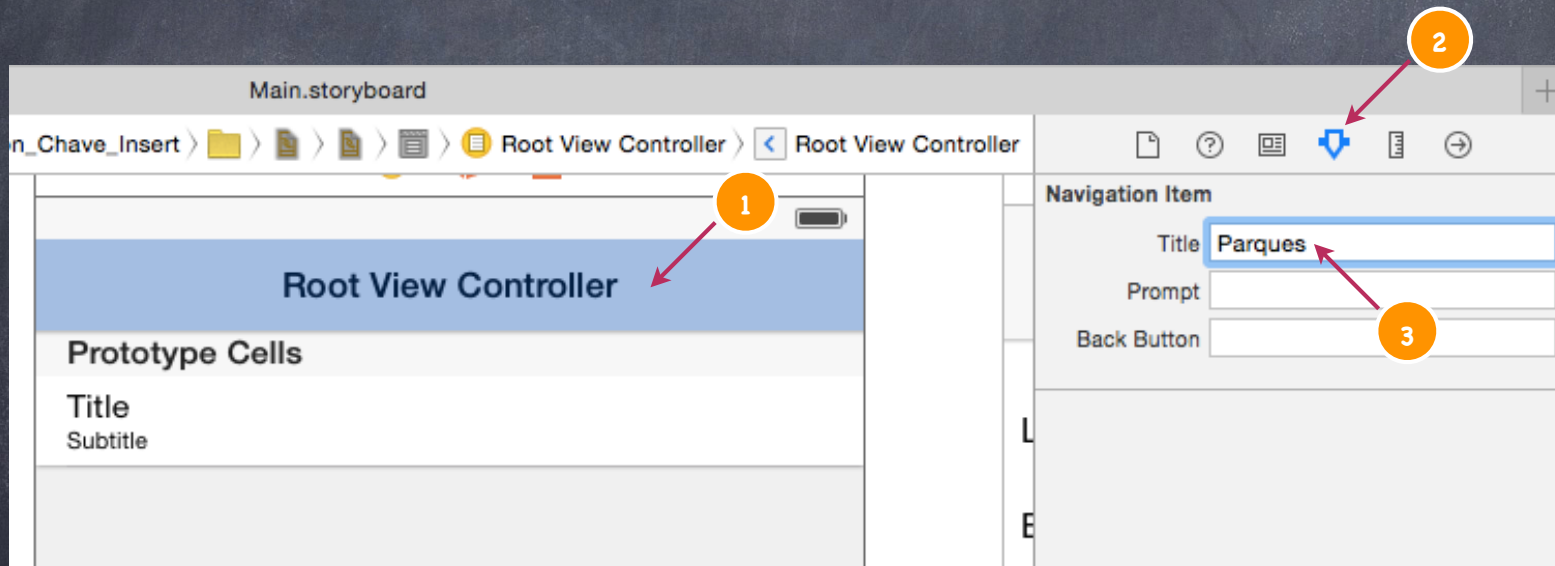 2
Main.storyboard
n_Chave_Insert Root View Controller Root View Controller
1
Navigation Item
Title Parques
Root View Controller
Prompt
3
Back Button
Prototype Cells
Title
Subtitle